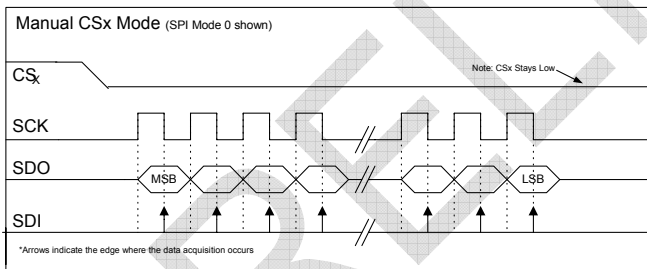 Manual CSx Mode (SPI Mode 0 shown)
CSx
Note: CSx Stays Low
SCK
SDO
MSB
LSB
SDI
*Arrows indicate the edge where the data acquisition occurs